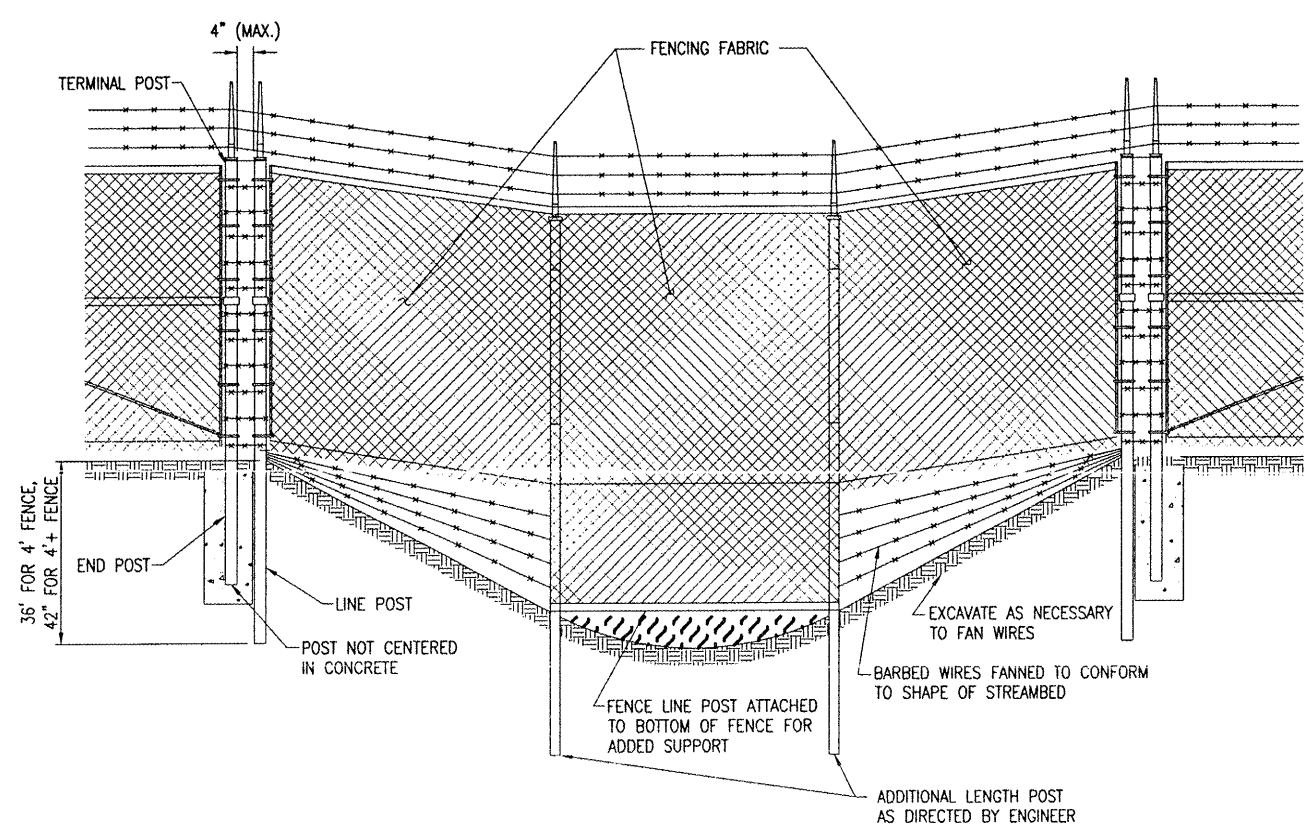 4" (MAX.)
FENCING FABRIC
TERMINAL POST
36' FOR 4' FENCE,
42" FOR 4'+ FENCE
END POST
LINE POST
POST NOT CENTERED
IN CONCRETE
EXCAVATE AS NECESSARY
TO FAN WIRES
BARBED WIRES FANNED TO CONFORM
TO SHAPE OF STREAMBED
FENCE LINE POST ATTACHED
TO BOTTOM OF FENCE FOR
ADDED SUPPORT
ADDITIONAL LENGTH POST
AS DIRECTED BY ENGINEER